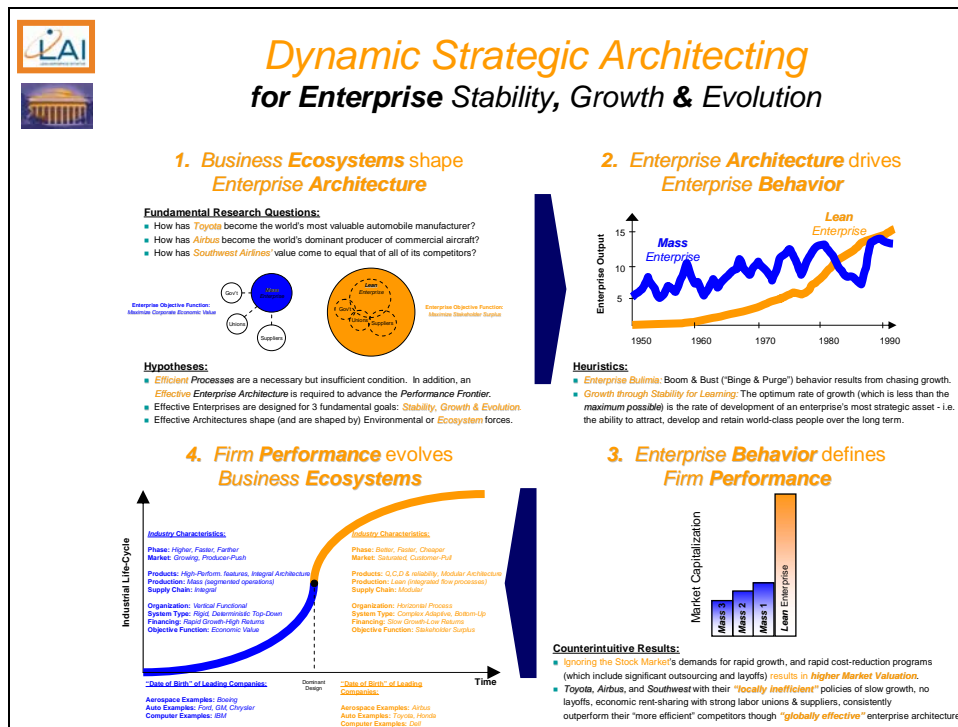 LAI
Dynamic Strategic Architecting
for Enterprise Stability, Growth & Evolution
1. Business Ecosystems shape
Enterprise Architecture
Fundamental Research Questions:
How has Toyota become the world's most valuable automobile manufacturer?
How has Airbus become the world's dominant producer of commercial aircraft?
How has Southwest Airlines' value come to equal that of all of its competitors?
Gov't
Mass
Enterprise
Unions
Suppliers
Enterprise Objective Function:
Maximize Corporate Economic Value
Lean
Enterprise
Gov't
Unions
Suppliers
Enterprise Objective Function:
Maximize Stakeholder Surplus
Hypotheses:
Efficient Processes are a necessary but insufficient condition. In addition, an
Effective Enterprise Architecture is required to advance the Performance Frontier.
Effective Enterprises are designed for 3 fundamental goals: Stability, Growth & Evolution.
Effective Architectures shape (and are shaped by) Environmental or Ecosystem forces.
2. Enterprise Architecture drives
Enterprise Behavior
Enterprise Output
15
10
5
Mass
Enterprise
Lean
Enterprise
1950 1960 1970 1980 1990
Heuristics:
Enterprise Bulimia: Boom & Bust ("Binge & Purge") behavior results from chasing growth.
Growth through Stability for Learning: The optimum rate of growth (which is less than the
maximum possible) is the rate of development of an enterprise's most strategic asset - i.e.
the ability to attract, develop and retain world-class people over the long term.
4. Firm Performance evolves
Business Ecosystems
Industrial Life-Cycle
Industry Characteristics:
Phase: Higher, Faster, Farther
Market: Growing, Producer-Push
Products: High-Perform. features, Integral Architecture
Production: Mass (segmented operations)
Supply Chain: Integral
Organization: Vertical Functional
System Type: Rigid, Deterministic Top-Down
Financing: Rapid Growth-High Returns
Objective Function: Economic Value
Industry Characteristics:
Phase: Better, Faster, Cheaper
Market: Saturated, Customer-Pull
Products: Q,C,D & reliability, Modular Architecture
Production: Lean (integrated flow processes)
Supply Chain: Modular
Organization: Horizontal Process
System Type: Complex Adaptive, Bottom-Up
Financing: Slow Growth-Low Returns
Objective Function: Stakeholder Surplus
Dominant
Design
Time
"Date of Birth" of Leading Companies:
Aerospace Examples: Boeing
Auto Examples: Ford, GM, Chrysler
Computer Examples: IBM
"Date of Birth" of Leading
Companies:
Aerospace Examples: Airbus
Auto Examples: Toyota, Honda
Computer Examples: Dell
3. Enterprise Behavior defines
Firm Performance
Market Capitalization
Mass 3
Mass 2
Mass 1
Lean Enterprise
Counterintuitive Results:
Ignoring the Stock Market's demands for rapid growth, and rapid cost-reduction programs
(which include significant outsourcing and layoffs) results in higher Market Valuation.
Toyota, Airbus, and Southwest with their "locally inefficient" policies of slow growth, no
layoffs, economic rent-sharing with strong labor unions & suppliers, consistently
outperform their "more efficient" competitors though "globally effective" enterprise architecture